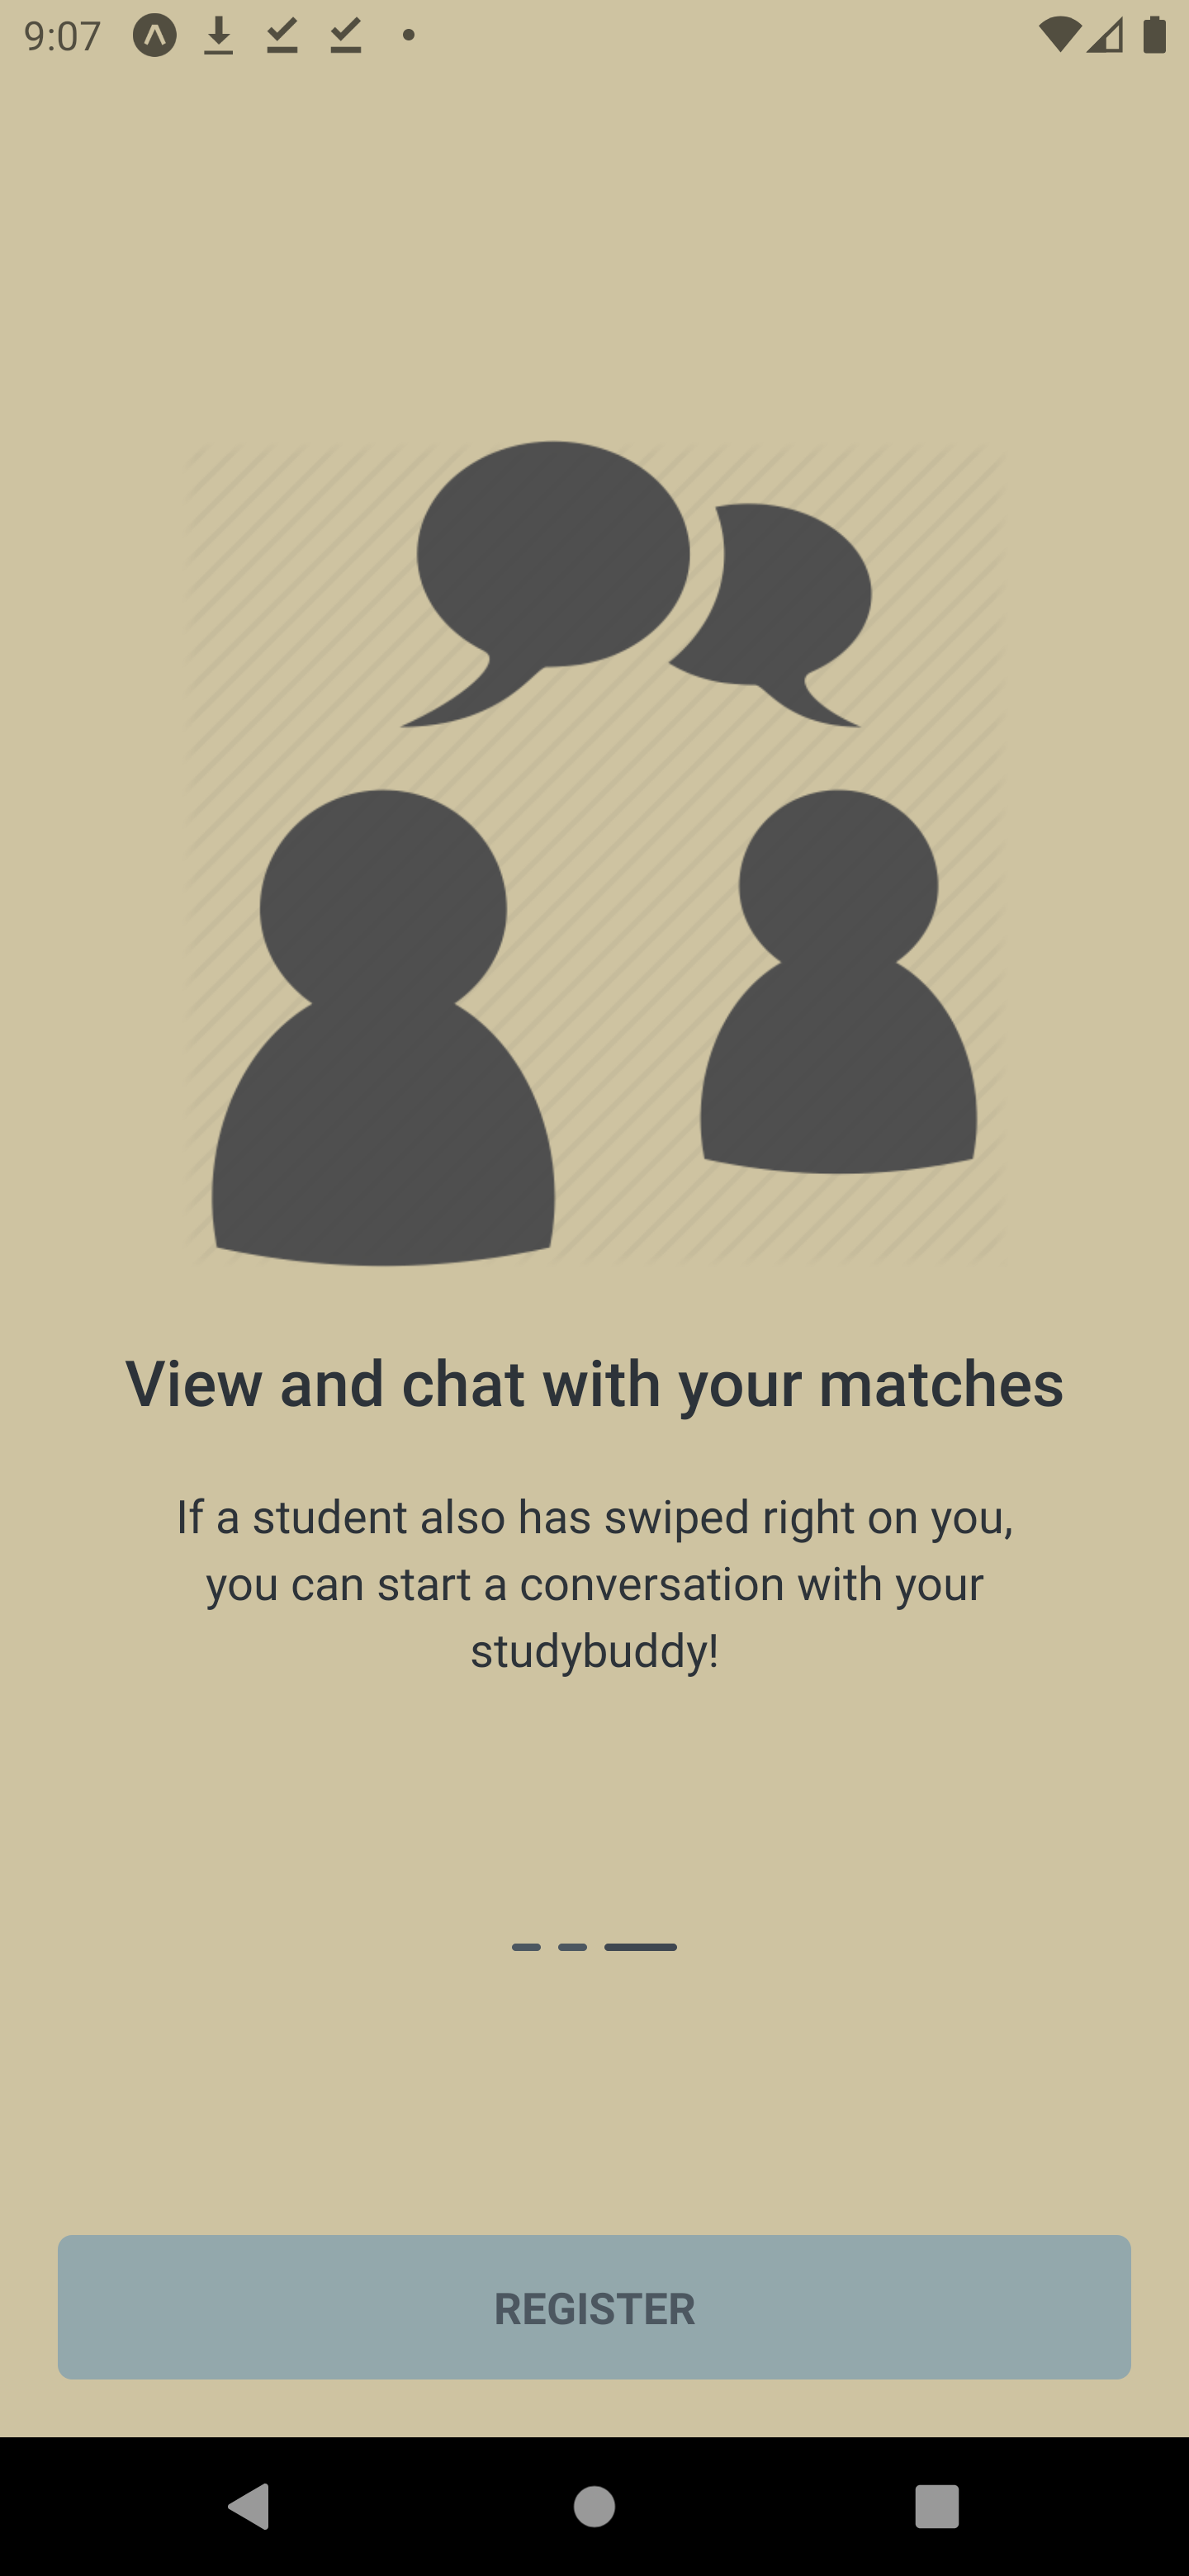 9:07
View and chat with your matches
If a student also has swiped right on you,
you can start a conversation with your
studybuddy!
REGISTER